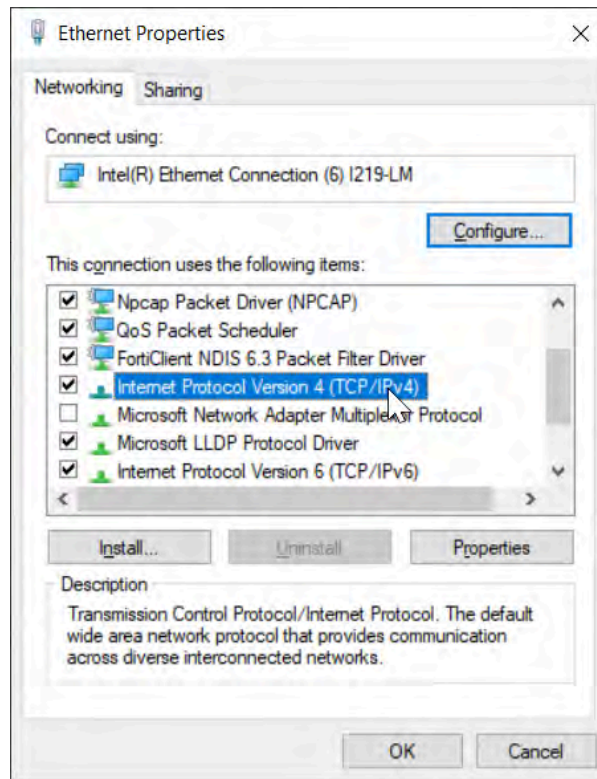 Ethernet Properties
Networking
Sharing
Connect using:
Intel(R) Ethernet Connection (6) I219-LM
Configure...
This connection uses the following items:
Npcap Packet Driver (NPCAP)
QoS Packet Scheduler
FortiClient NDIS 6.3 Packet Filter Driver
Internet Protocol Version 4 (TCP/IPv4)
Microsoft Network Adapter Multiplexor Protocol
Microsoft LLDP Protocol Driver
Internet Protocol Version 6 (TCP/IPv6)
Install...
Uninstall
Properties
Description
Transmission Control Protocol/Internet Protocol. The default
wide area network protocol that provides communication
across diverse interconnected networks.
OK
Cancel